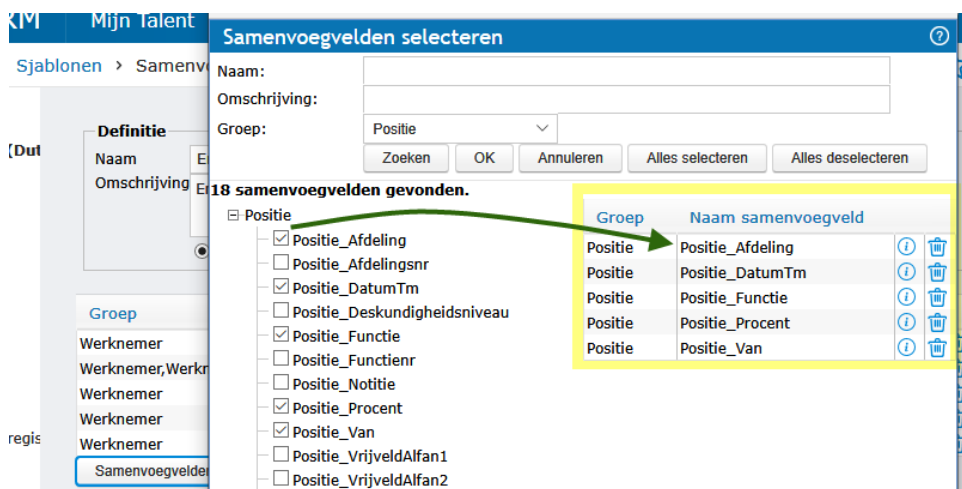 Mijn Talent
Samenvoegvelden selecteren
Sjablonen >
Naam:
Omschrijving:
Groep: Positie
Zoeken OK Annuleren Alles selecteren Alles deselecteren
Definitie
Naam
Omschrijving
18 samenvoegvelden gevonden.
Positie
Positie_Afdeling
Positie_Afdelingsnr
Positie_DatumTm
Positie_Deskundigheidsniveau
Positie_Functie
Positie_Functienr
Positie_Notitie
Positie_Procent
Positie_Van
Positie_VrijveldAlfan1
Positie_VrijveldAlfan2
Groep Naam samenvoegveld
Positie Positie_Afdeling
Positie Positie_DatumTm
Positie Positie_Functie
Positie Positie_Procent
Positie Positie_Van
Groep
Werknemer
Werknemer,Werkn
Werknemer
Werknemer
Werknemer
Samenvoegvelden